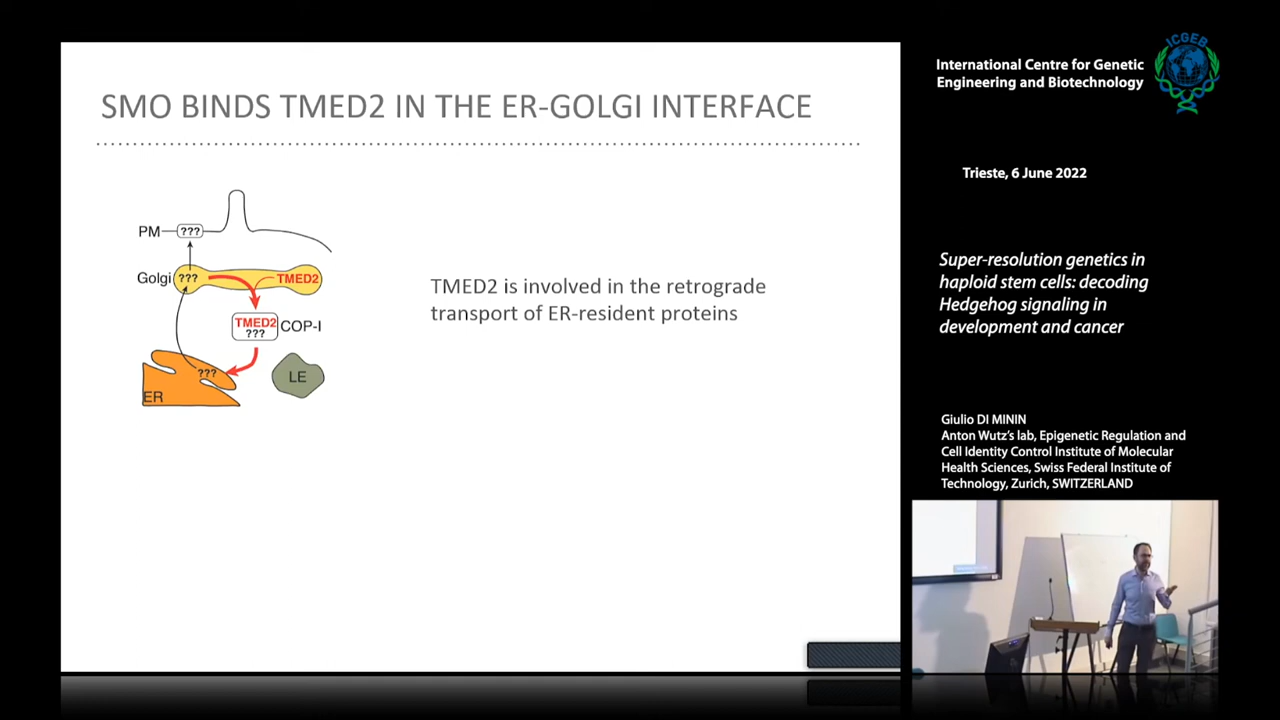 SMO BINDS TMED2 IN THE ER-GOLGI INTERFACE
PM
???
Golgi
???
TMED2
TMED2
???
COP-I
???
LE
ER
TMED2 is involved in the retrograde
transport of ER-resident proteins
International Centre for Genetic
Engineering and Biotechnology
ICGEB
Trieste, 6 June 2022
Super-resolution genetics in
haploid stem cells: decoding
Hedgehog signaling in
development and cancer
Giulio DI MININ
Anton Wutz's lab, Epigenetic Regulation and
Cell Identity Control Institute of Molecular
Health Sciences, Swiss Federal Institute of
Technology, Zurich, SWITZERLAND